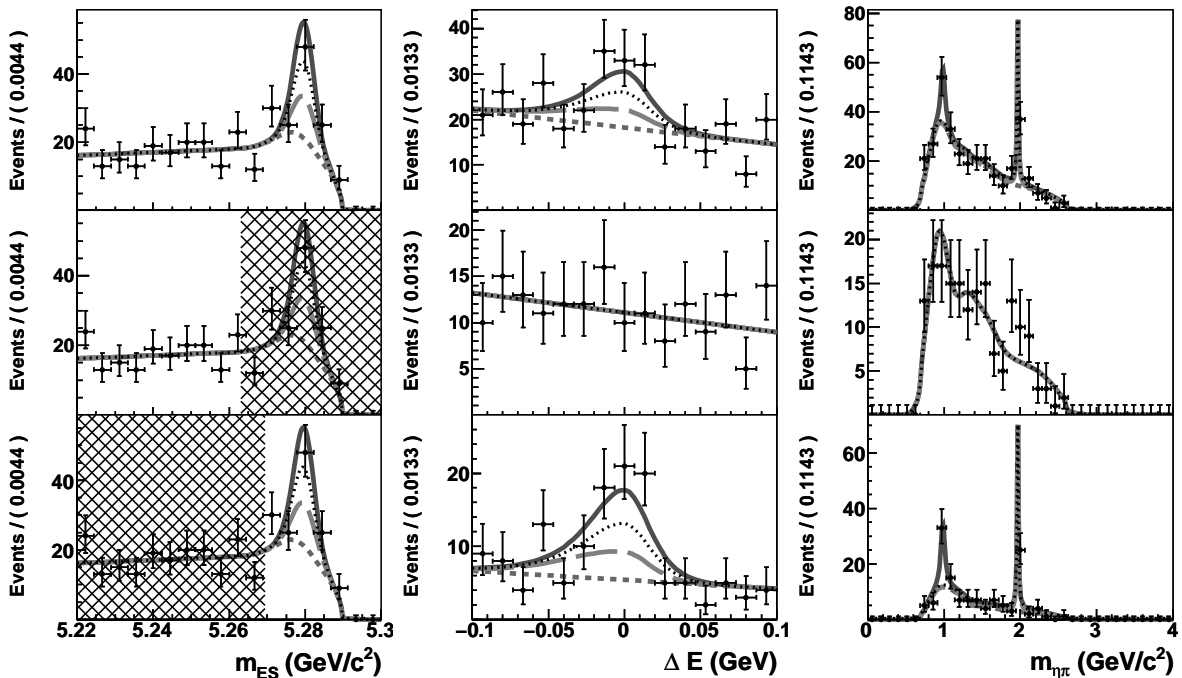 Events / ( 0.0044 )
40
20
Events / ( 0.0133 )
40
30
20
10
Events / ( 0.1143 )
80
60
40
20
Events / ( 0.0044 )
40
20
Events / ( 0.0133 )
20
15
10
5
Events / ( 0.1143 )
20
15
10
5
Events / ( 0.0044 )
40
20
5.22 5.24 5.26 5.28 5.3
m_ES (GeV/c²)
Events / ( 0.0133 )
20
10
−0.1 −0.05 0 0.05 0.1
Δ E (GeV)
Events / ( 0.1143 )
60
40
20
0 1 2 3 4
m_ηπ (GeV/c²)